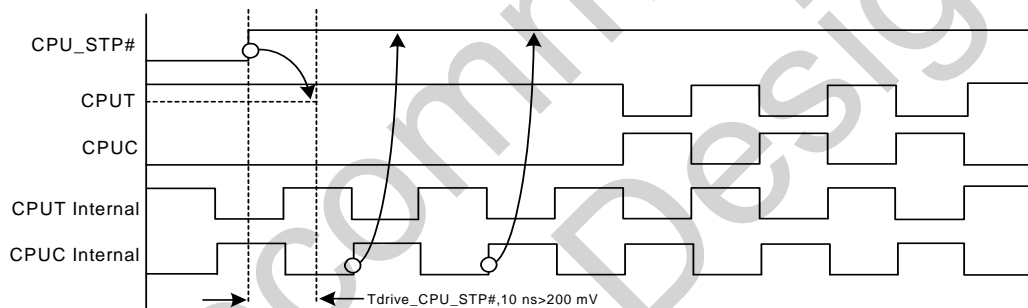 CPU_STP#
CPUT
CPUC
CPUT Internal
CPUC Internal
Tdrive_CPU_STP#,10 ns>200 mV